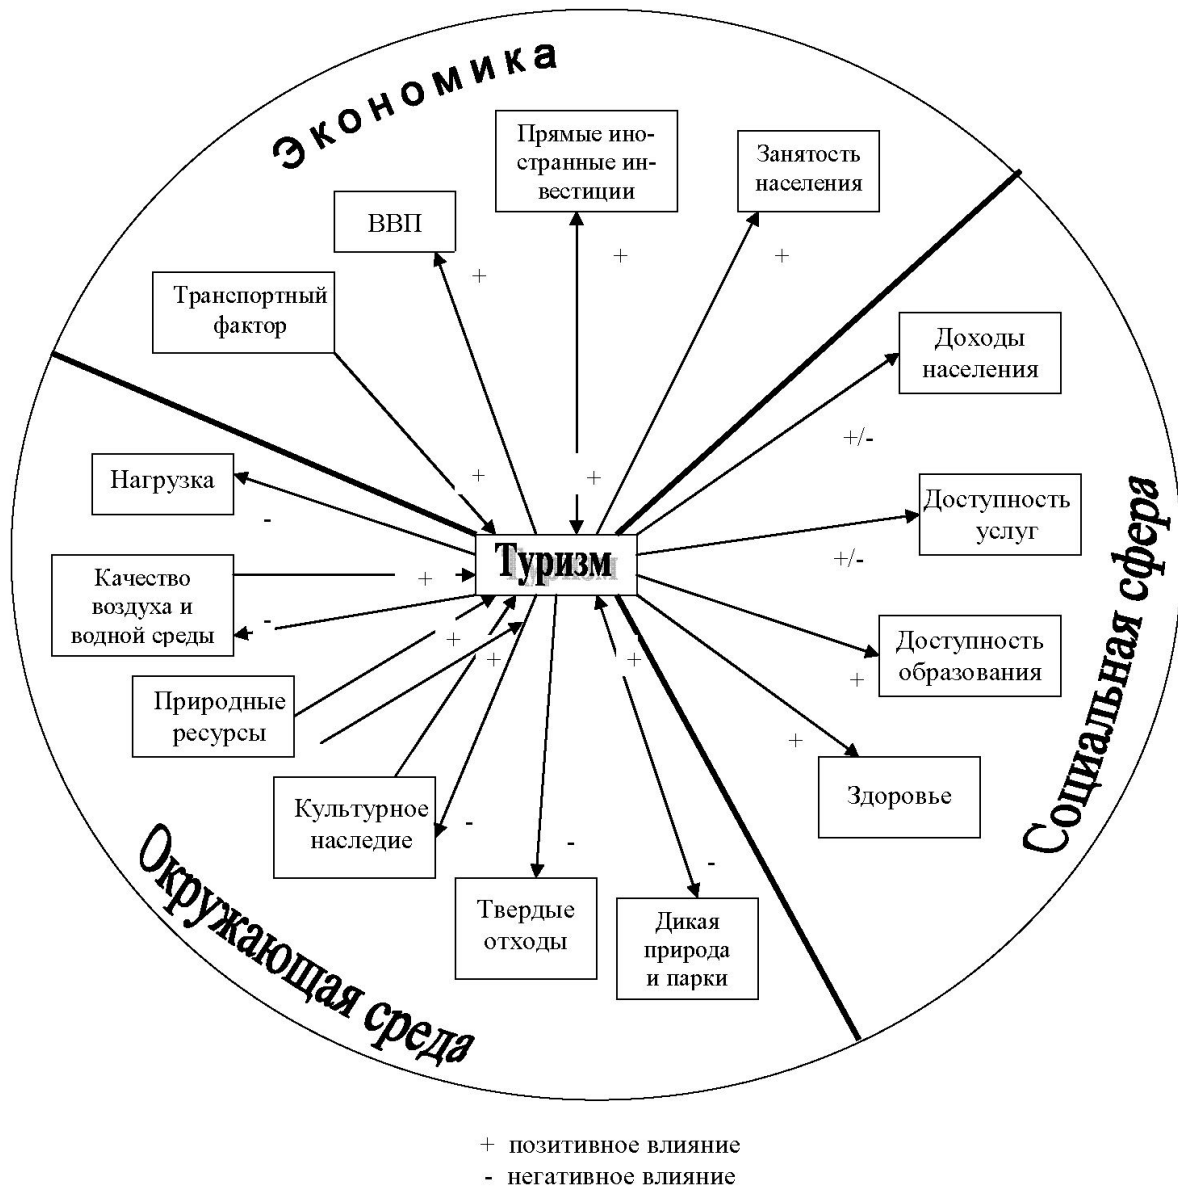 Экономика
Прямые ино-
странные ин-
вестиции
Занятость
населения
ВВП
+
+
+
Транспортный
фактор
Доходы
населения
+/-
Нагрузка
+
+
-
Доступность
услуг
Туризм
+/-
Качество
воздуха и
водной среды
+
-
Доступность
образования
+
+
+
+
Природные
ресурсы
+
Здоровье
Культурное
наследие
-
-
-
Твердые
отходы
Дикая
природа
и парки
Социальная сфера
Окружающая среда
+ позитивное влияние
- негативное влияние